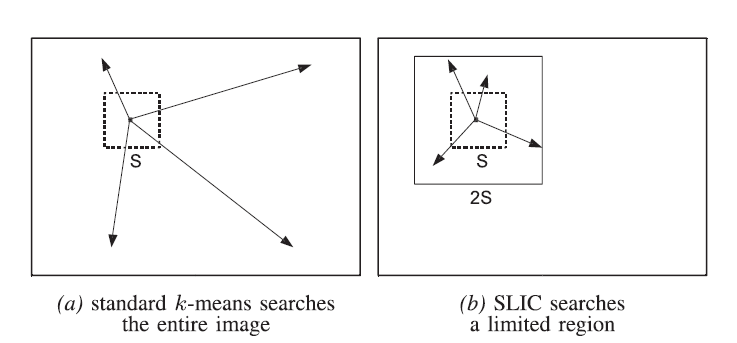 S
S
2S
(a) standard k-means searches
the entire image
(b) SLIC searches
a limited region